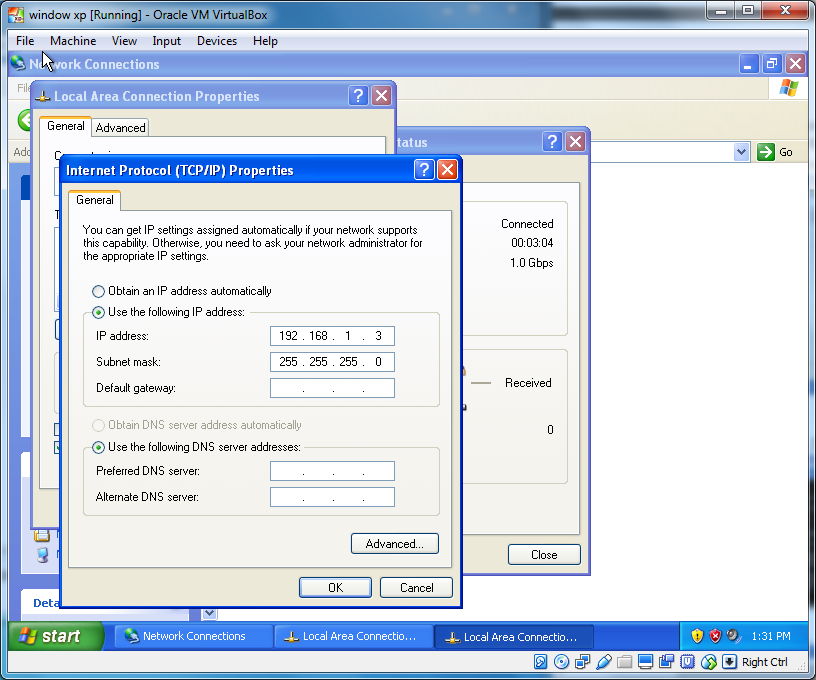 window xp [Running] - Oracle VM VirtualBox
File Machine View Input Devices Help
Network Connections
Local Area Connection Properties
General Advanced
Go
Internet Protocol (TCP/IP) Properties
General
You can get IP settings assigned automatically if your network supports
this capability. Otherwise, you need to ask your network administrator for
the appropriate IP settings.
Obtain an IP address automatically
Use the following IP address:
IP address: 192 . 168 . 1 . 3
Subnet mask: 255 . 255 . 255 . 0
Default gateway: . . .
Obtain DNS server address automatically
Use the following DNS server addresses:
Preferred DNS server: . . .
Alternate DNS server: . . .
Advanced...
OK Cancel
Connected
00:03:04
1.0 Gbps
Received
0
Close
start Network Connections Local Area Connectio... Local Area Connectio... 1:31 PM
Right Ctrl